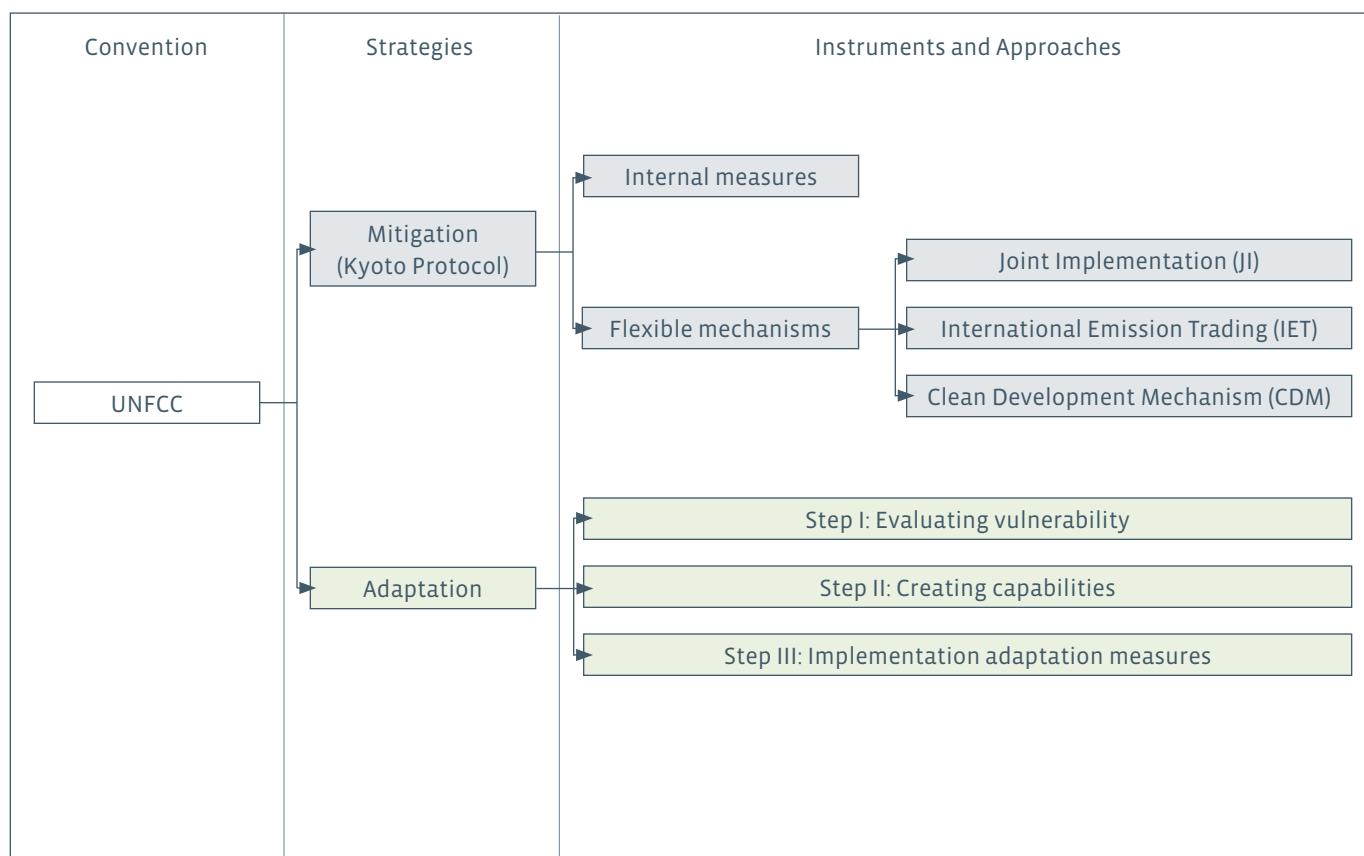 Convention
Strategies
Instruments and Approaches
Internal measures
Mitigation
(Kyoto Protocol)
Joint Implementation (JI)
Flexible mechanisms
International Emission Trading (IET)
Clean Development Mechanism (CDM)
UNFCC
Step I: Evaluating vulnerability
Adaptation
Step II: Creating capabilities
Step III: Implementation adaptation measures